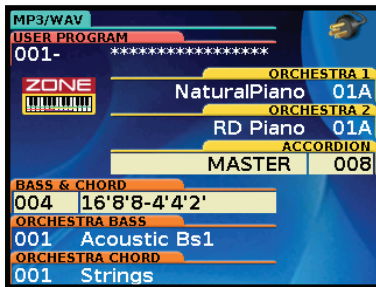 MP3/WAV
USER PROGRAM
001- *****************
ZONE
ORCHESTRA 1
NaturalPiano 01A
ORCHESTRA 2
RD Piano 01A
ACCORDION
MASTER 008
BASS & CHORD
004 16'8'8-4'4'2'
ORCHESTRA BASS
001 Acoustic Bs1
ORCHESTRA CHORD
001 Strings